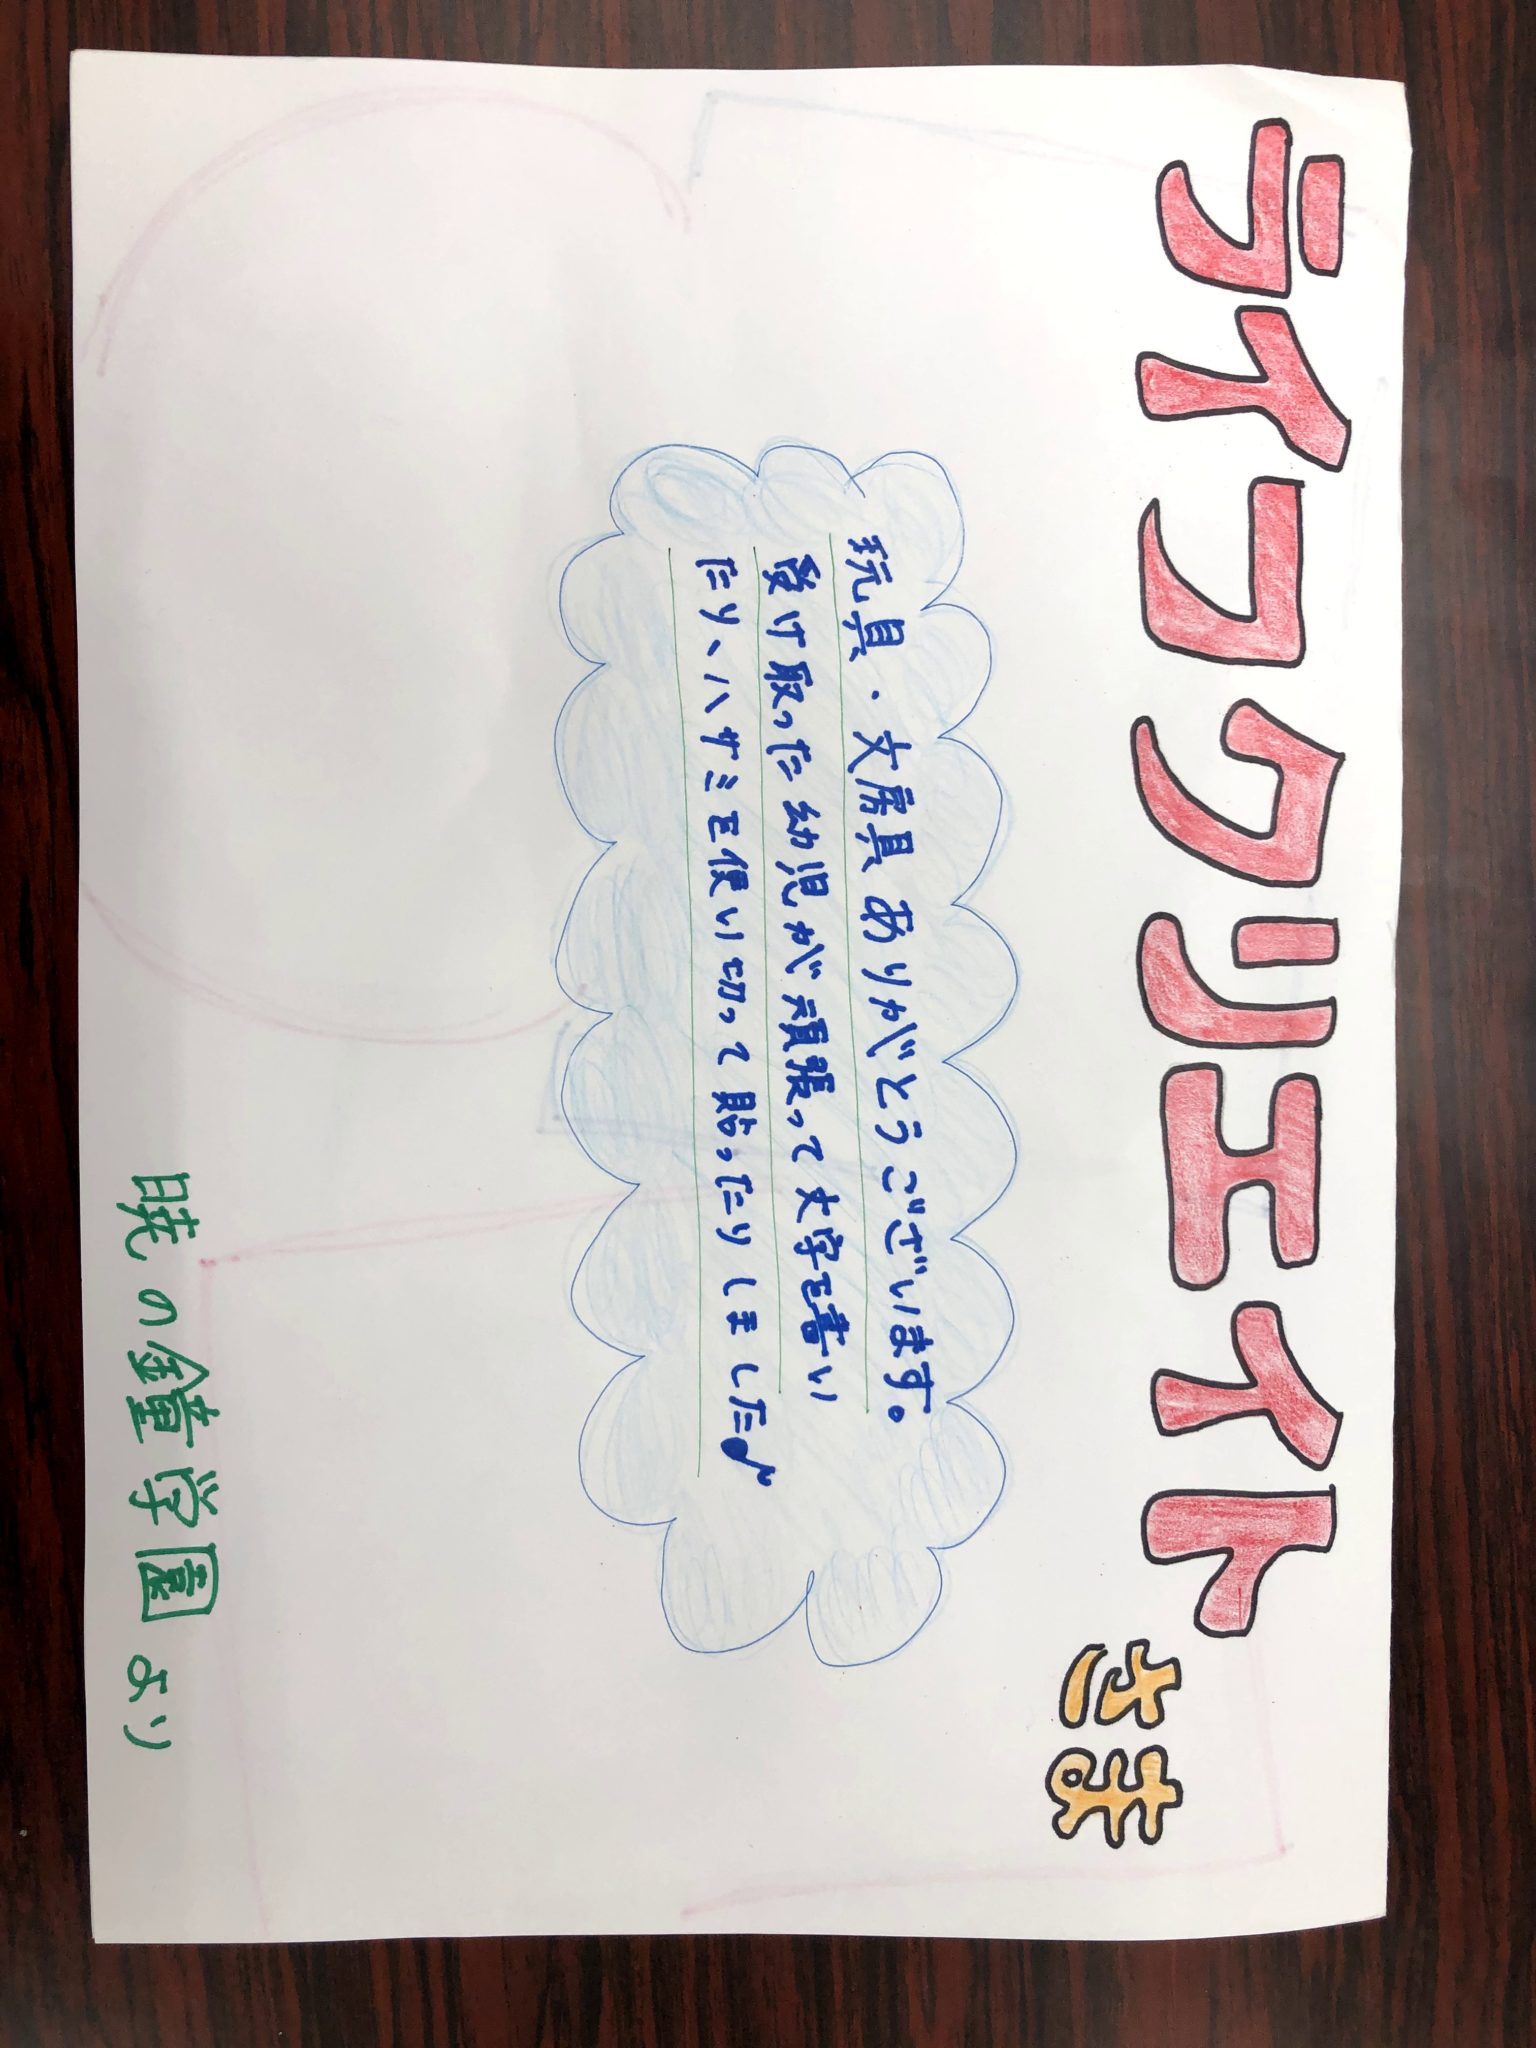 ライフクリエイト さま
玩具・文房具 ありがとうございます。
受け取った幼児が頑張って文字を書い
たり、ハサミを使い切って貼ったりしました♪
暁の鐘学園より